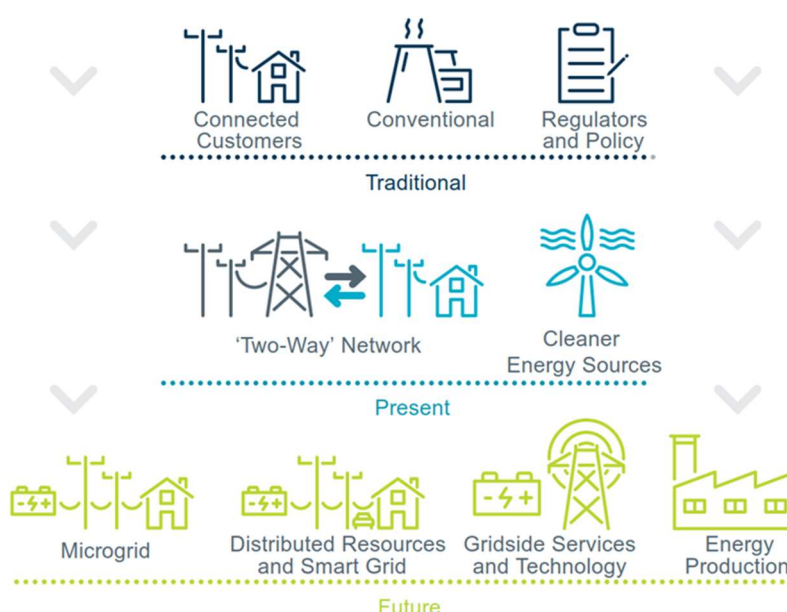 Connected
Customers
Conventional
Regulators
and Policy
Traditional
‘Two-Way’ Network
Cleaner
Energy Sources
Present
Microgrid
Distributed Resources
and Smart Grid
Gridside Services
and Technology
Energy
Production
Future